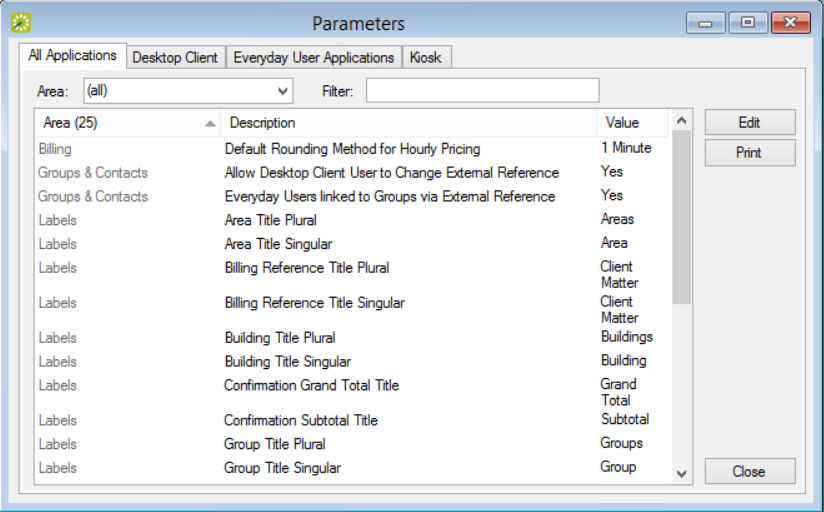 Parameters
All Applications Desktop Client Everyday User Applications Kiosk
Area: (all) Filter:
Area (25) Description Value Edit
Billing Default Rounding Method for Hourly Pricing 1 Minute Print
Groups & Contacts Allow Desktop Client User to Change External Reference Yes
Groups & Contacts Everyday Users linked to Groups via External Reference Yes
Labels Area Title Plural Areas
Labels Area Title Singular Area
Labels Billing Reference Title Plural Client
Matter
Labels Billing Reference Title Singular Client
Matter
Labels Building Title Plural Buildings
Labels Building Title Singular Building
Labels Confirmation Grand Total Title Grand
Total
Labels Confirmation Subtotal Title Subtotal
Labels Group Title Plural Groups
Labels Group Title Singular Group Close